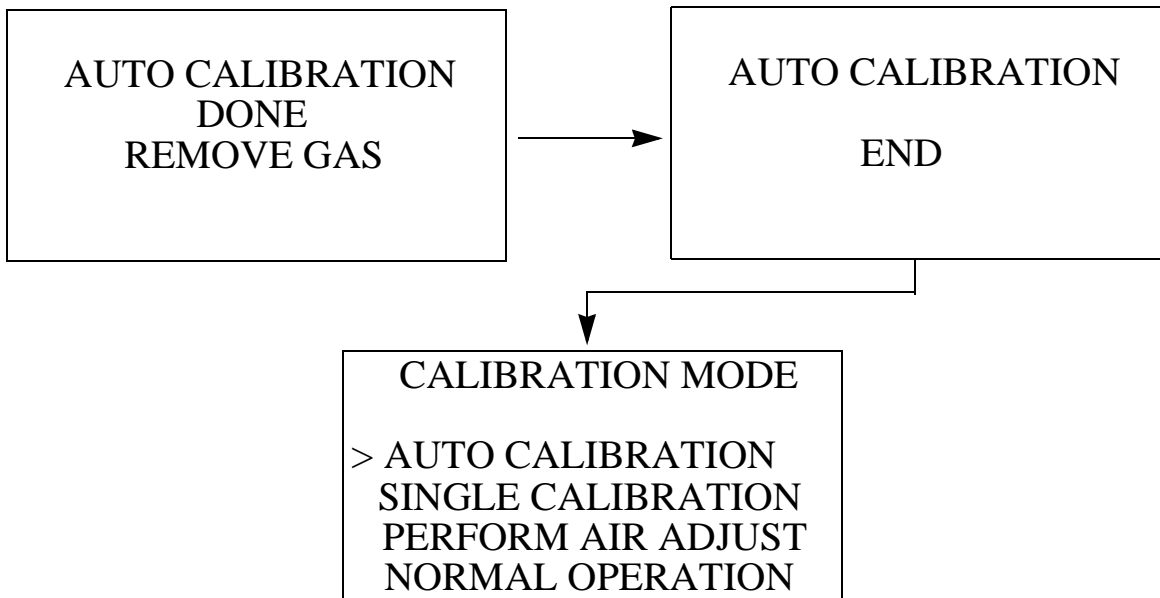 AUTO CALIBRATION
DONE
REMOVE GAS
AUTO CALIBRATION
END
CALIBRATION MODE
> AUTO CALIBRATION
SINGLE CALIBRATION
PERFORM AIR ADJUST
NORMAL OPERATION